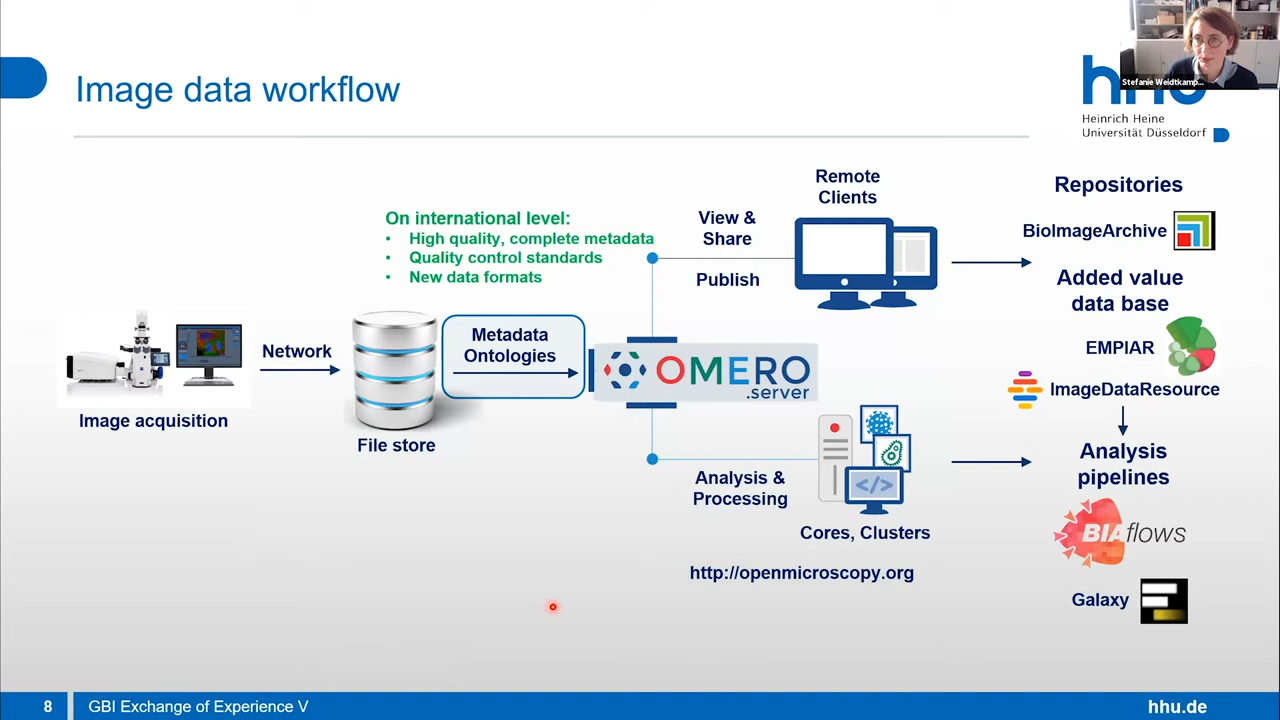 Image data workflow
Stefanie Weidtkamp...
hhu
Heinrich Heine
Universität Düsseldorf
Remote
Clients
Repositories
On international level:
• High quality, complete metadata
• Quality control standards
• New data formats
View &
Share
Publish
BioImageArchive
Added value
data base
EMPIAR
ImageDataResource
Network
Metadata
Ontologies
OMERO
.server
Image acquisition
File store
Analysis &
Processing
</>
Cores, Clusters
Analysis
pipelines
BIAflows
http://openmicroscopy.org
Galaxy
8
GBI Exchange of Experience V
hhu.de